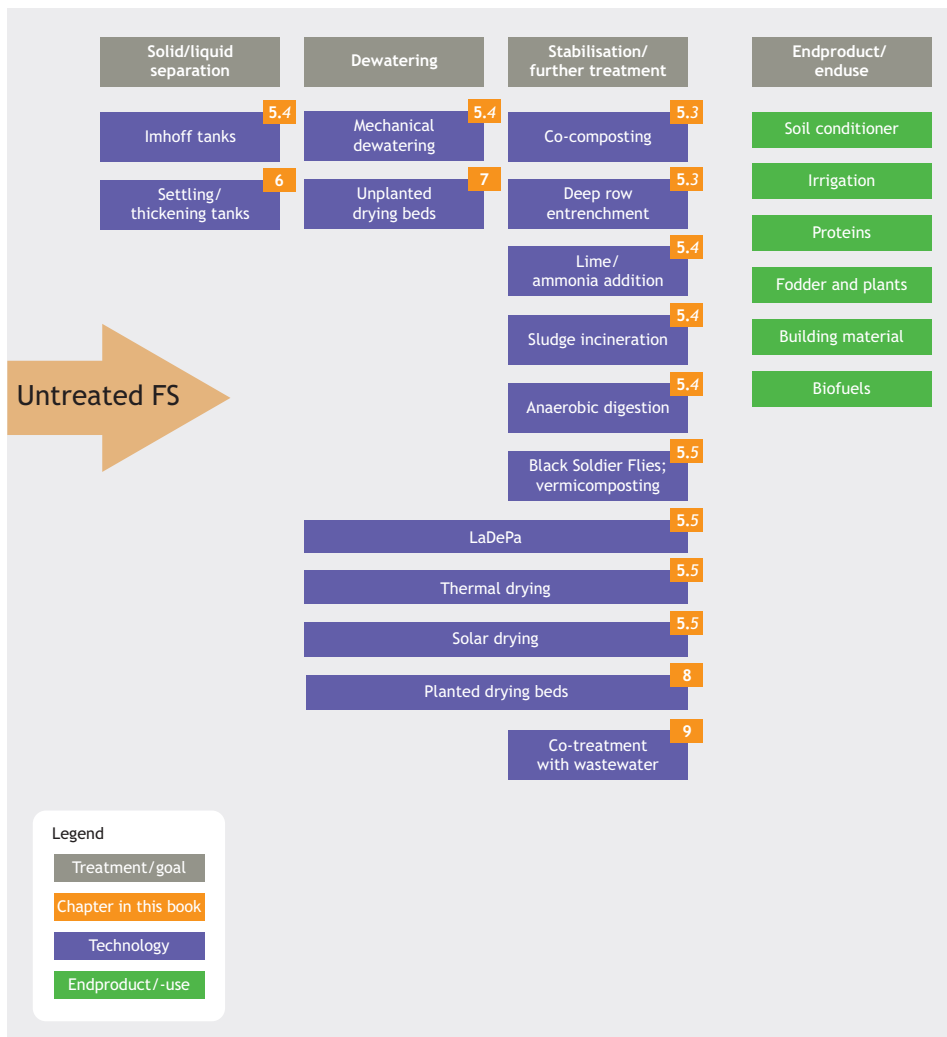 Solid/liquid
separation
Dewatering
Stabilisation/
further treatment
Endproduct/
enduse
5.4
Imhoff tanks
5.4
Mechanical
dewatering
5.3
Co-composting
Soil conditioner
6
Settling/
thickening tanks
7
Unplanted
drying beds
5.3
Deep row
entrenchment
Irrigation
Proteins
5.4
Lime/
ammonia addition
Fodder and plants
5.4
Sludge incineration
Building material
Untreated FS
5.4
Anaerobic digestion
Biofuels
5.5
Black Soldier Flies;
vermicomposting
5.5
LaDePa
5.5
Thermal drying
5.5
Solar drying
8
Planted drying beds
9
Co-treatment
with wastewater
Legend
Treatment/goal
Chapter in this book
Technology
Endproduct/-use